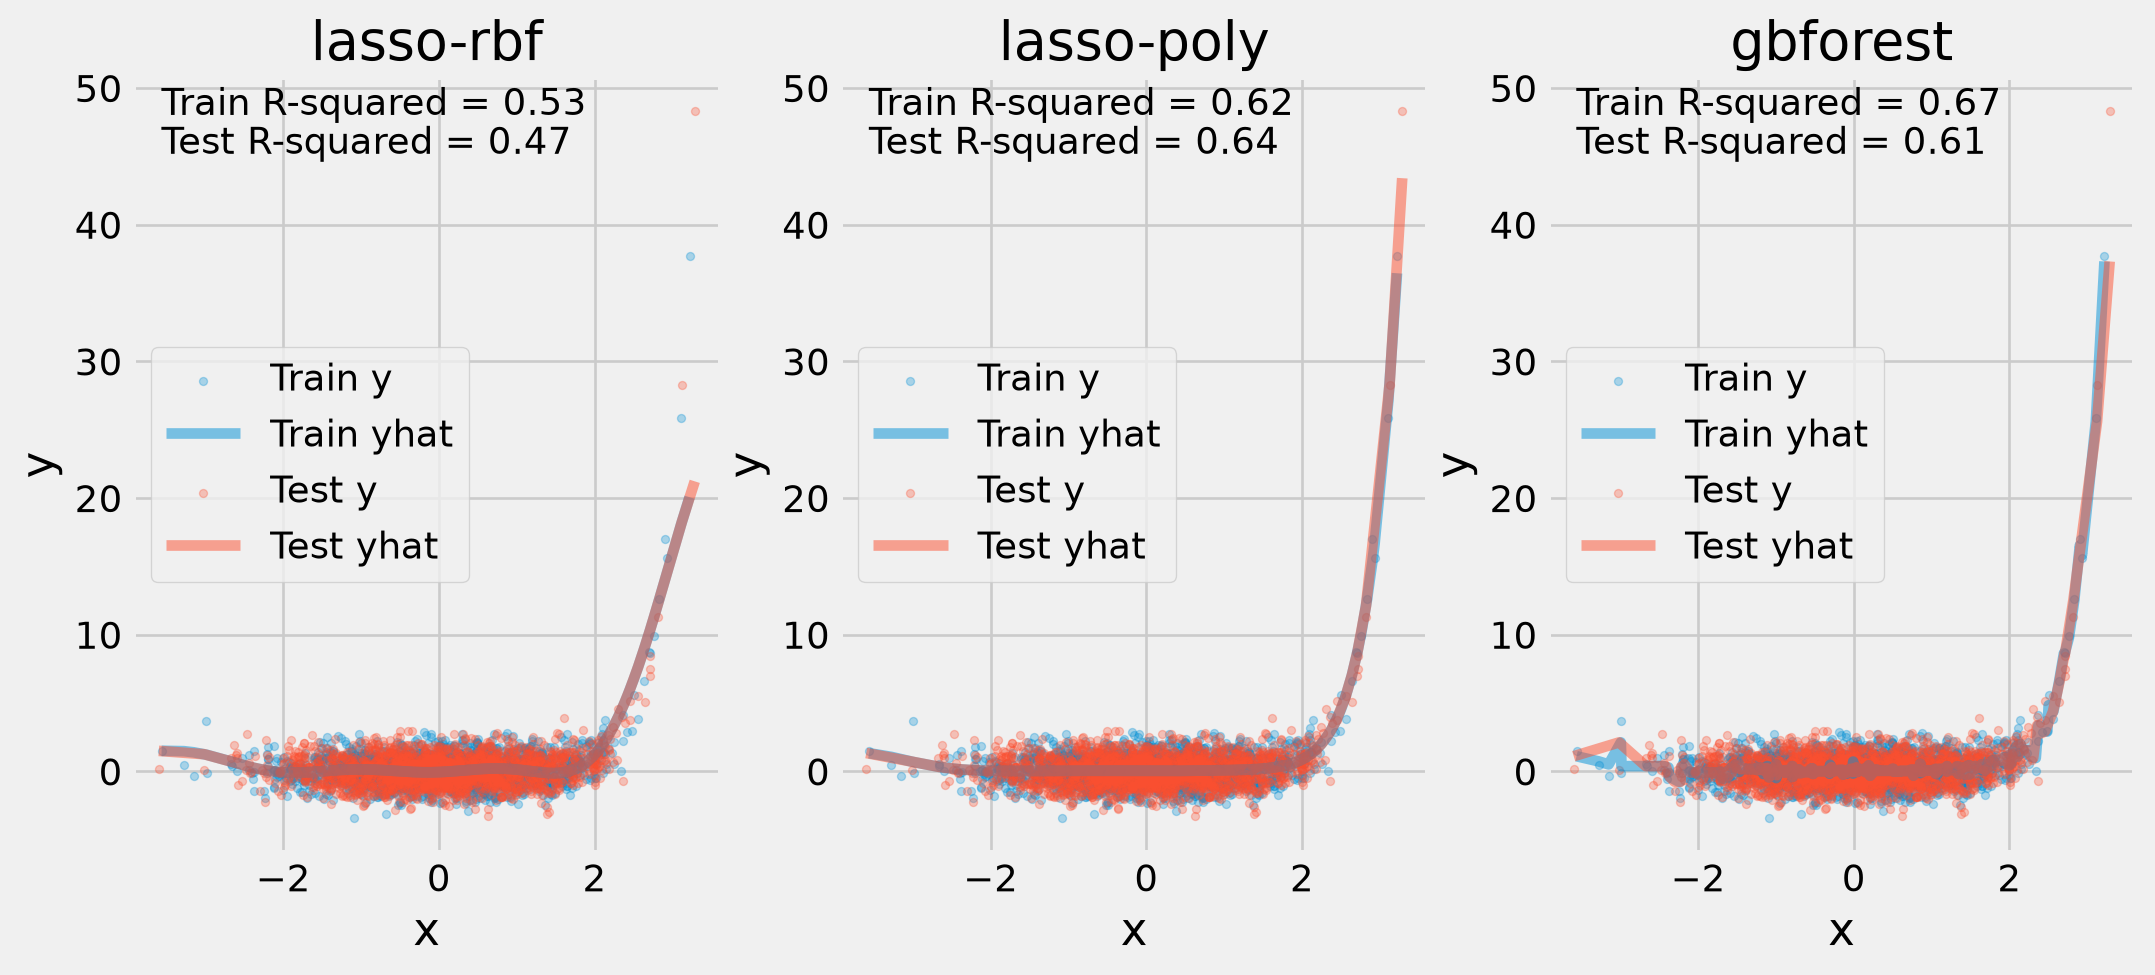 lasso-rbf
Train R-squared = 0.53
Test R-squared = 0.47
50
40
30
20
10
0
y
Train y
Train yhat
Test y
Test yhat
−2 0 2
x
lasso-poly
Train R-squared = 0.62
Test R-squared = 0.64
50
40
30
20
10
0
y
Train y
Train yhat
Test y
Test yhat
−2 0 2
x
gbforest
Train R-squared = 0.67
Test R-squared = 0.61
50
40
30
20
10
0
y
Train y
Train yhat
Test y
Test yhat
−2 0 2
x